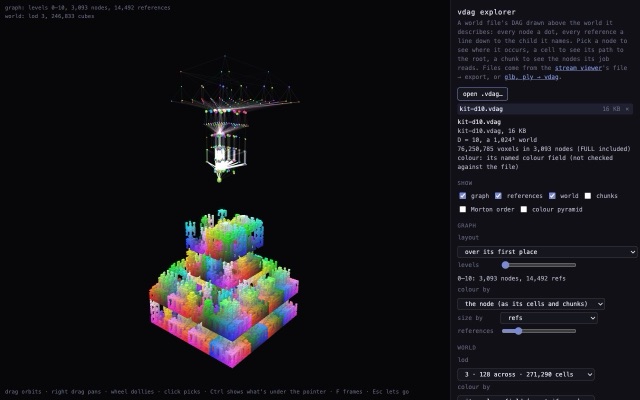 graph: levels 0–10, 3,093 nodes, 14,492 references
world: lod 3, 246,833 cubes
drag orbits · right drag pans · wheel dollies · click picks · Ctrl shows what's under the pointer · F frames · Esc lets go
vdag explorer
A world file's DAG drawn above the world it
describes: every node a dot, every reference a
line down to the child it names. Pick a node to
see where it occurs, a cell to see its path to
the root, a chunk to see the nodes its job
reads. Files come from the stream viewer's file
→ export, or glb, ply → vdag.
open .vdag…
kit-d10.vdag 16 KB ×
kit-d10.vdag
kit-d10.vdag, 16 KB
D = 10, a 1,024³ world
76,250,785 voxels in 3,093 nodes (FULL included)
colour: its named colour field (not checked
against the file)
SHOW
graph references world chunks
Morton order colour pyramid
GRAPH
layout
over its first place
levels
0–10: 3,093 nodes, 14,492 refs
colour by
the node (as its cells and chunks)
size by refs
references
WORLD
lod
3 · 128 across · 271,290 cells
colour by